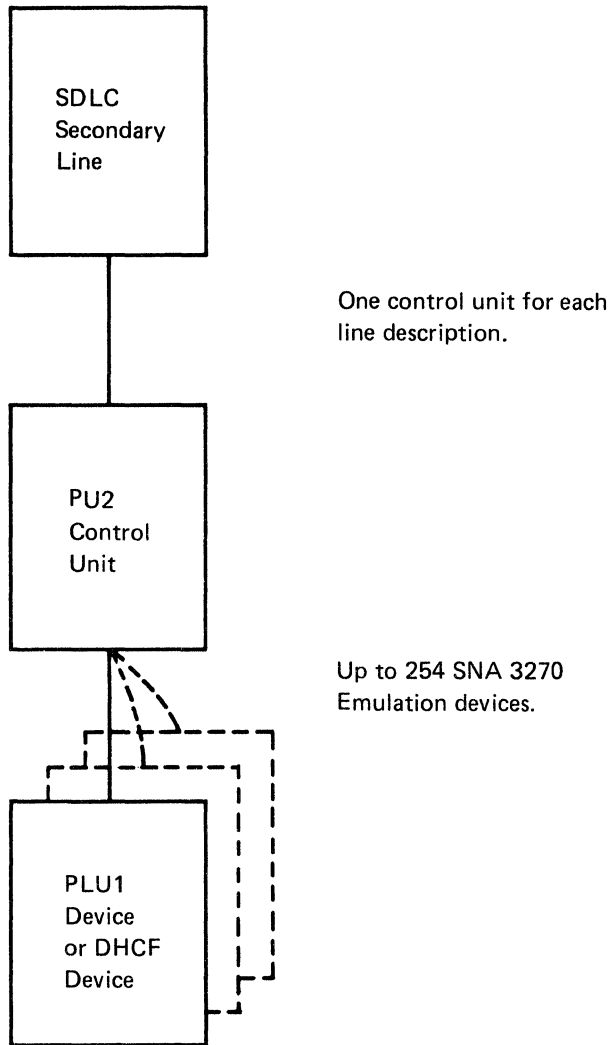 SDLC
Secondary
Line
One control unit for each
line description.
PU2
Control
Unit
Up to 254 SNA 3270
Emulation devices.
PLU1
Device
or DHCF
Device